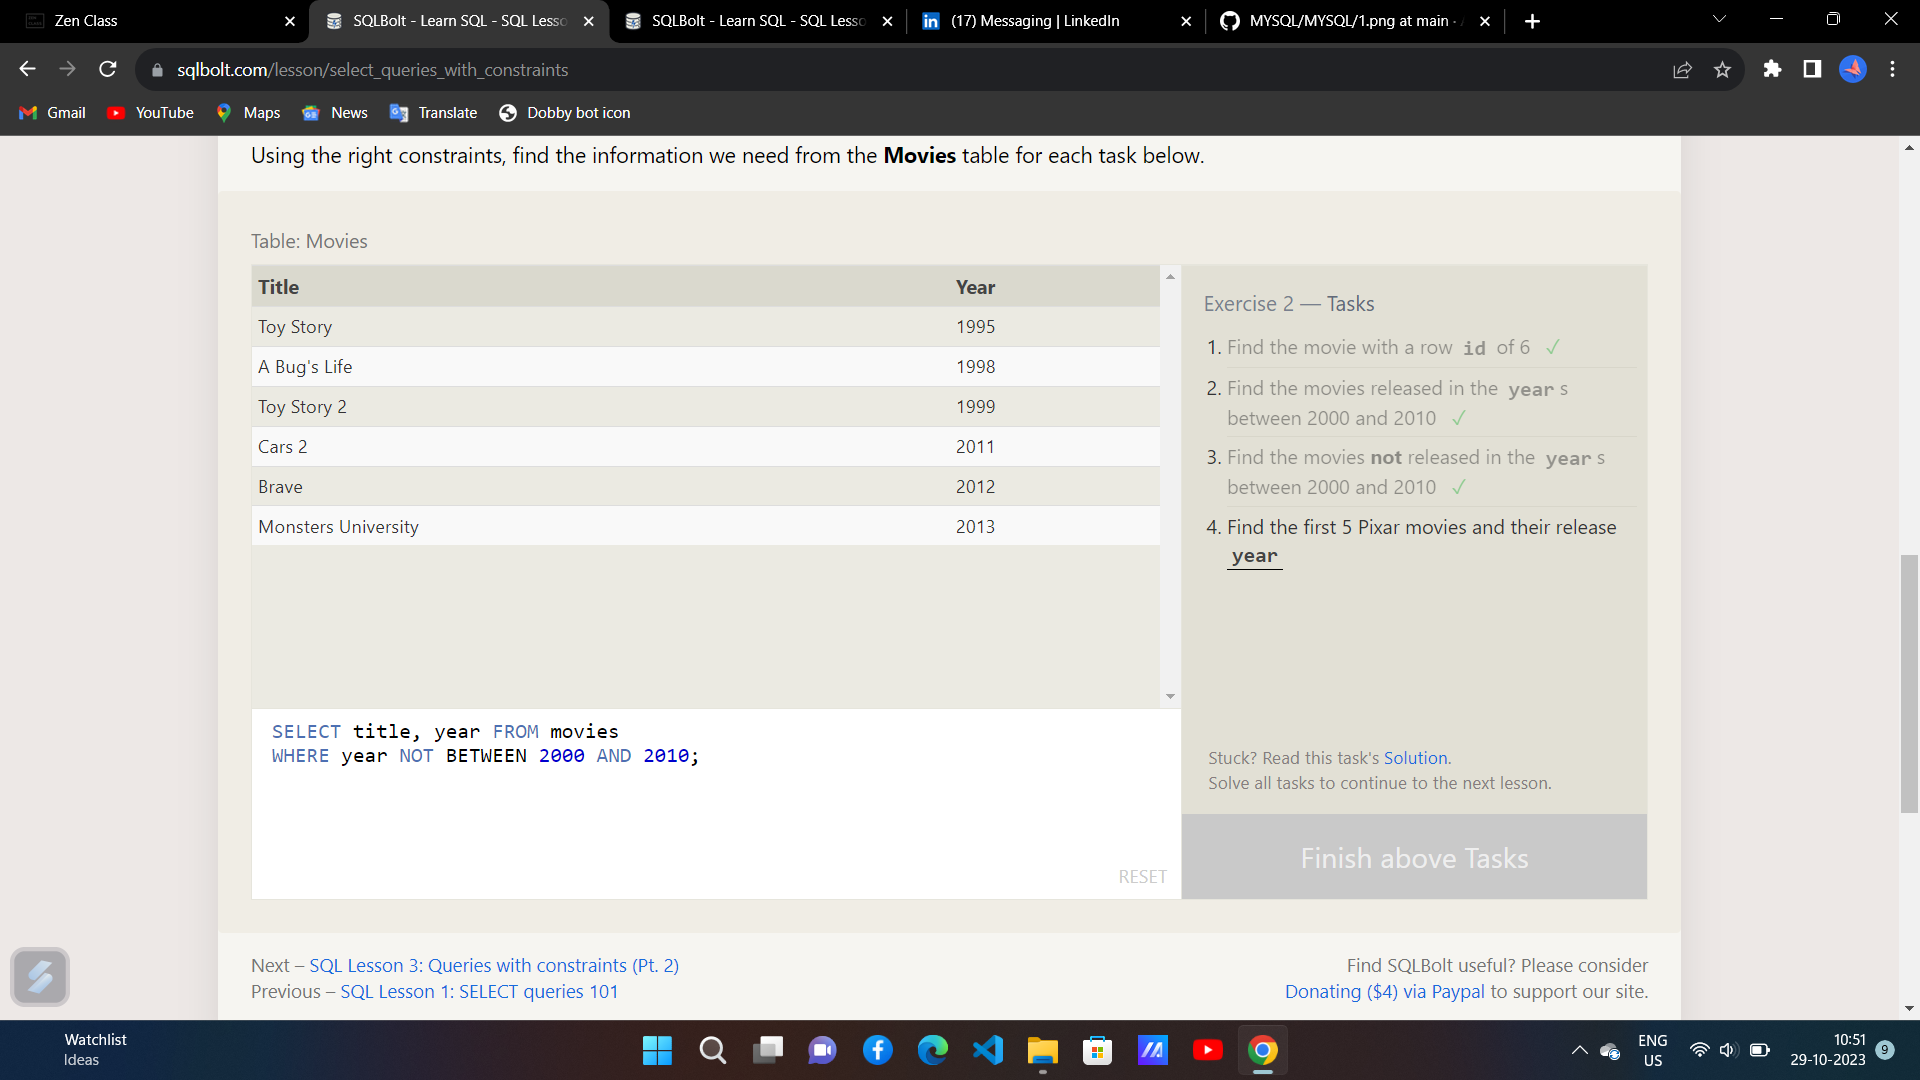 Zen Class
SQLBolt - Learn SQL - SQL Lesso
SQLBolt - Learn SQL - SQL Lesso
(17) Messaging | LinkedIn
MYSQL/MYSQL/1.png at main ·
sqlbolt.com/lesson/select_queries_with_constraints
Gmail
YouTube
Maps
News
Translate
Dobby bot icon
Using the right constraints, find the information we need from the Movies table for each task below.
Table: Movies
Title Year
Toy Story 1995
A Bug's Life 1998
Toy Story 2 1999
Cars 2 2011
Brave 2012
Monsters University 2013
SELECT title, year FROM movies
WHERE year NOT BETWEEN 2000 AND 2010;
RESET
Exercise 2 — Tasks
1. Find the movie with a row id of 6 ✓
2. Find the movies released in the year s
between 2000 and 2010 ✓
3. Find the movies not released in the year s
between 2000 and 2010 ✓
4. Find the first 5 Pixar movies and their release
year
Stuck? Read this task's Solution.
Solve all tasks to continue to the next lesson.
Finish above Tasks
Next – SQL Lesson 3: Queries with constraints (Pt. 2)
Previous – SQL Lesson 1: SELECT queries 101
Find SQLBolt useful? Please consider
Donating ($4) via Paypal to support our site.
Watchlist
Ideas
ENG
US
10:51
29-10-2023
9